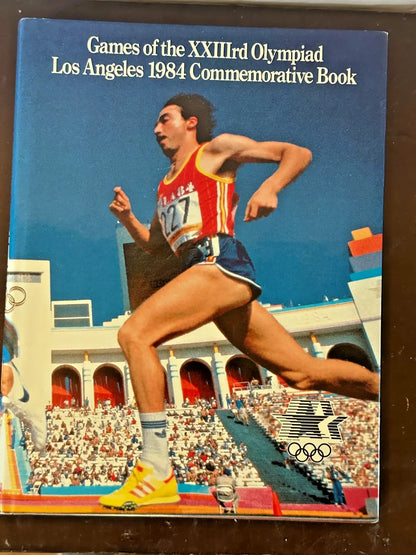 Games of the XXIIIrd Olympiad
Los Angeles 1984 Commemorative Book
227